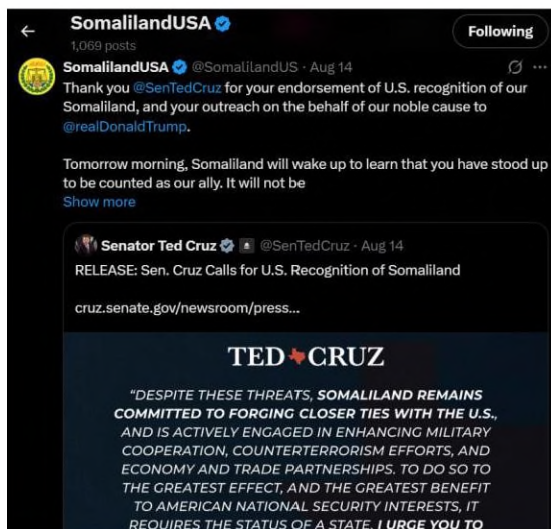 SomalilandUSA
1,069 posts
Following
SomalilandUSA @SomalilandUS · Aug 14
Thank you @SenTedCruz for your endorsement of U.S. recognition of our
Somaliland, and your outreach on the behalf of our noble cause to
@realDonaldTrump.
Tomorrow morning, Somaliland will wake up to learn that you have stood up
to be counted as our ally. It will not be
Show more
Senator Ted Cruz @SenTedCruz · Aug 14
RELEASE: Sen. Cruz Calls for U.S. Recognition of Somaliland
cruz.senate.gov/newsroom/press...
TED CRUZ
"DESPITE THESE THREATS, SOMALILAND REMAINS
COMMITTED TO FORGING CLOSER TIES WITH THE U.S.,
AND IS ACTIVELY ENGAGED IN ENHANCING MILITARY
COOPERATION, COUNTERTERRORISM EFFORTS, AND
ECONOMY AND TRADE PARTNERSHIPS. TO DO SO TO
THE GREATEST EFFECT, AND THE GREATEST BENEFIT
TO AMERICAN NATIONAL SECURITY INTERESTS, IT
REQUIRES THE STATUS OF A STATE. I URGE YOU TO